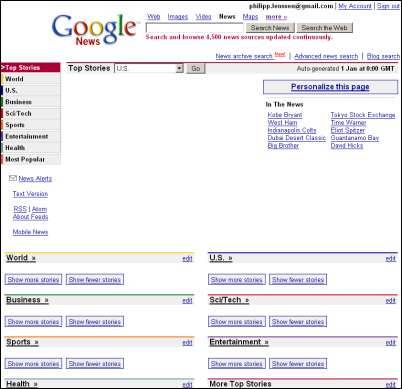 philipp.lenssen@gmail.com | My Account | Sign out
Google
News
Web Images Video News Maps more »
Search News Search the Web
Search and browse 4,500 news sources updated continuously.
News archive search New! | Advanced news search | Blog search
>Top Stories
World
U.S.
Business
Sci/Tech
Sports
Entertainment
Health
Most Popular
News Alerts
Text Version
RSS | Atom
About Feeds
Mobile News
Top Stories U.S. Go Auto-generated 1 Jan at 0:00 GMT
Personalize this page
In The News
Kobe Bryant Tokyo Stock Exchange
West Ham Time Warner
Indianapolis Colts Eliot Spitzer
Dubai Desert Classic Guantanamo Bay
Big Brother David Hicks
World » edit
Show more stories Show fewer stories
U.S. » edit
Show more stories Show fewer stories
Business » edit
Show more stories Show fewer stories
Sci/Tech » edit
Show more stories Show fewer stories
Sports » edit
Show more stories Show fewer stories
Entertainment » edit
Show more stories Show fewer stories
Health » edit
More Top Stories